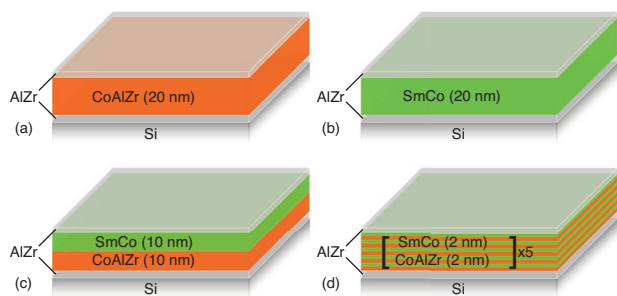 AlZr
CoAlZr (20 nm)
(a)
Si
AlZr
SmCo (20 nm)
(b)
Si
AlZr
SmCo (10 nm)
CoAlZr (10 nm)
(c)
Si
AlZr
SmCo (2 nm)
CoAlZr (2 nm)
x5
(d)
Si